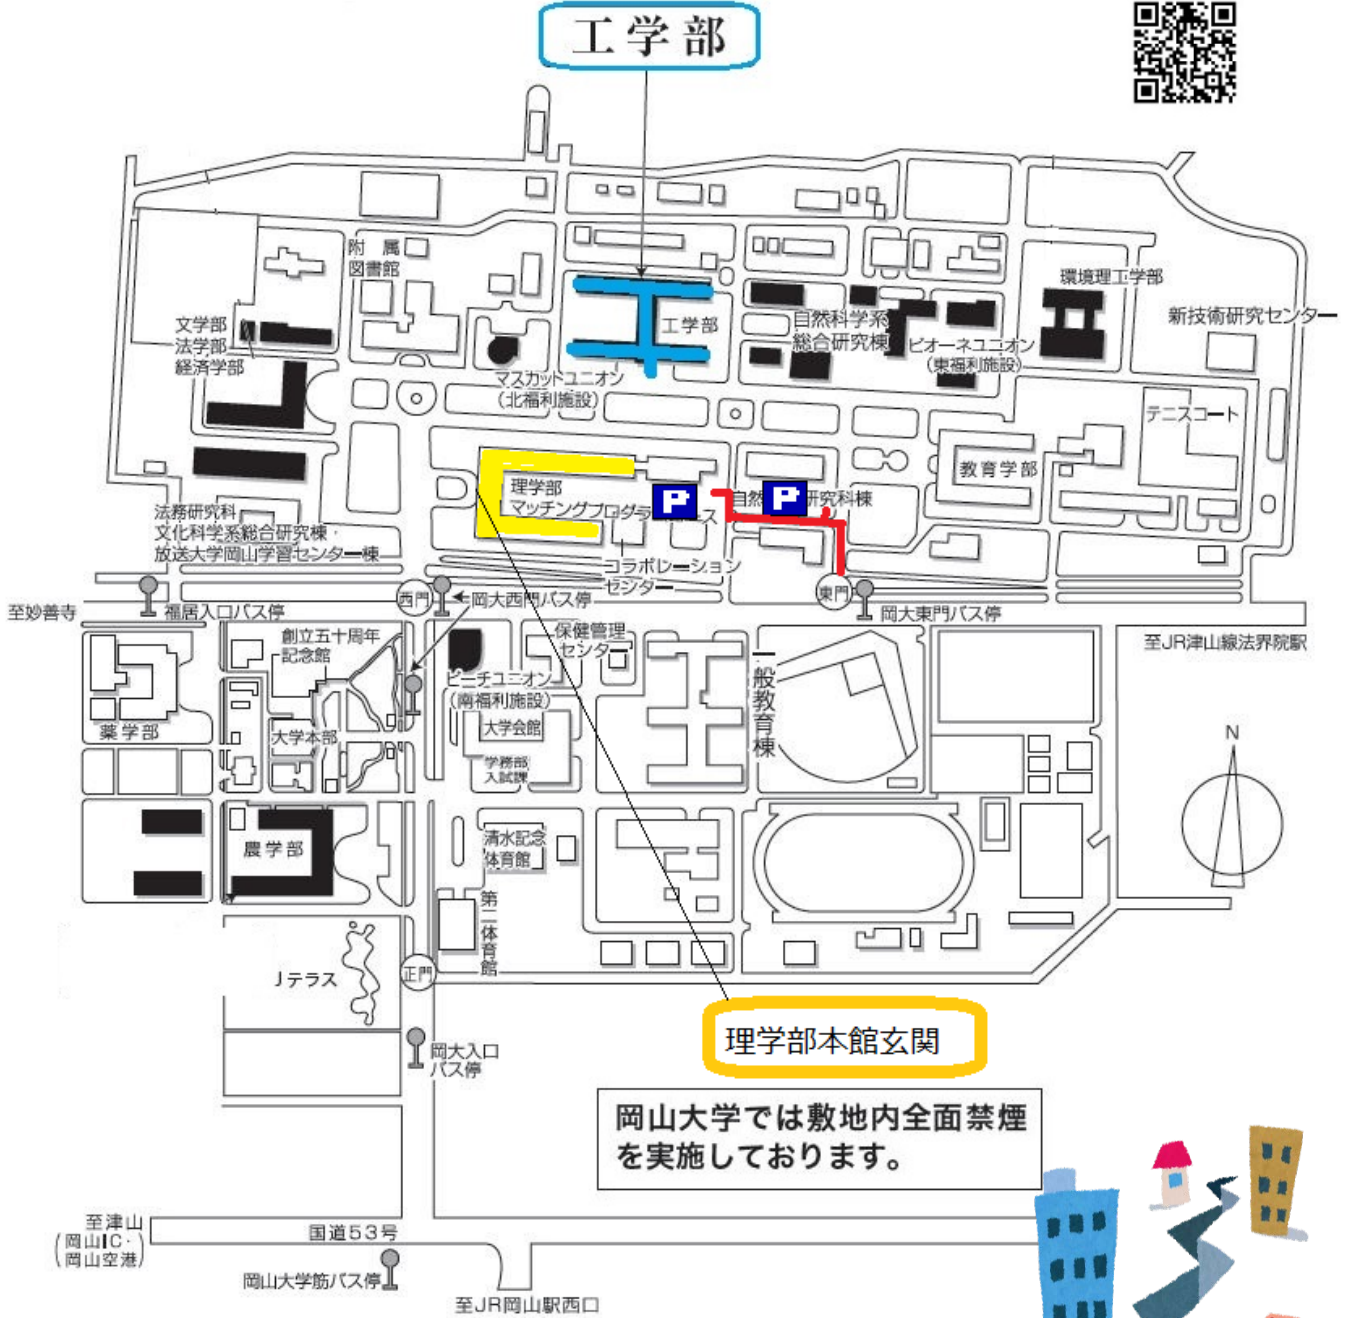 工学部
附　属
図書館
環境理工学部
新技術研究センター
文学部
法学部
経済学部
工学部
自然科学系
総合研究棟
ピオーネユニオン
（東福利施設）
マスカットユニオン
（北福利施設）
テニスコート
教育学部
理学部
マッチングプログラ
ース
P
自然
P
研究科棟
法務研究科
文化科学系総合研究棟・
放送大学岡山学習センター棟
コラボレーション
センター
至妙善寺
福居入口バス停
西門
岡大西門バス停
東門
岡大東門バス停
至JR津山線法界院駅
創立五十周年
記念館
保健管理
センター
ピーチユニオン
（南福利施設）
一般教育棟
薬学部
大学本部
大学会館
学務部
入試課
N
農学部
清水記念
体育館
第二体育館
Jテラス
正門
岡大入口
バス停
理学部本館玄関
岡山大学では敷地内全面禁煙
を実施しております。
至津山
（岡山IC・
岡山空港）
国道53号
岡山大学筋バス停
至JR岡山駅西口